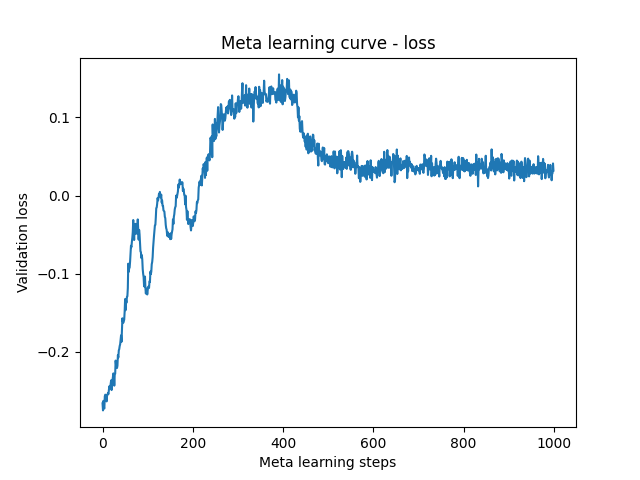 Meta learning curve - loss
Validation loss
0.1
0.0
−0.1
−0.2
0 200 400 600 800 1000
Meta learning steps